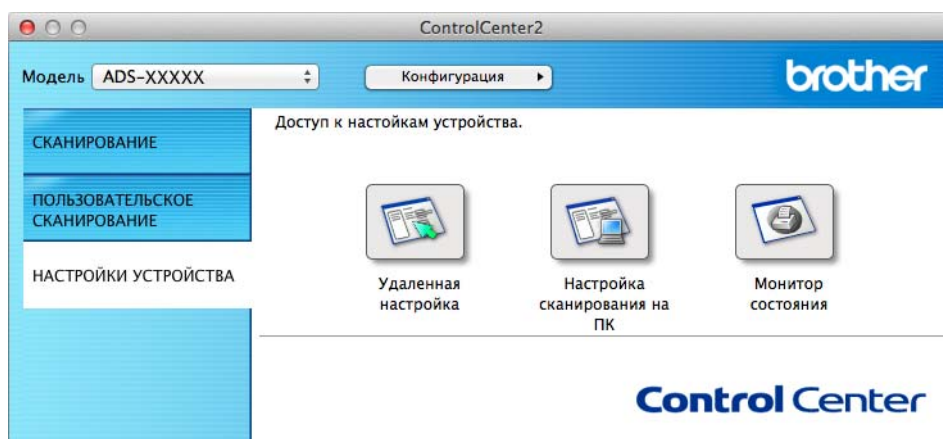 ControlCenter2
Модель ADS-XXXXX Конфигурация brother
СКАНИРОВАНИЕ
ПОЛЬЗОВАТЕЛЬСКОЕ
СКАНИРОВАНИЕ
НАСТРОЙКИ УСТРОЙСТВА
Доступ к настойкам устройства.
Удаленная
настройка
Настройка
сканирования на
ПК
Монитор
состояния
Control Center